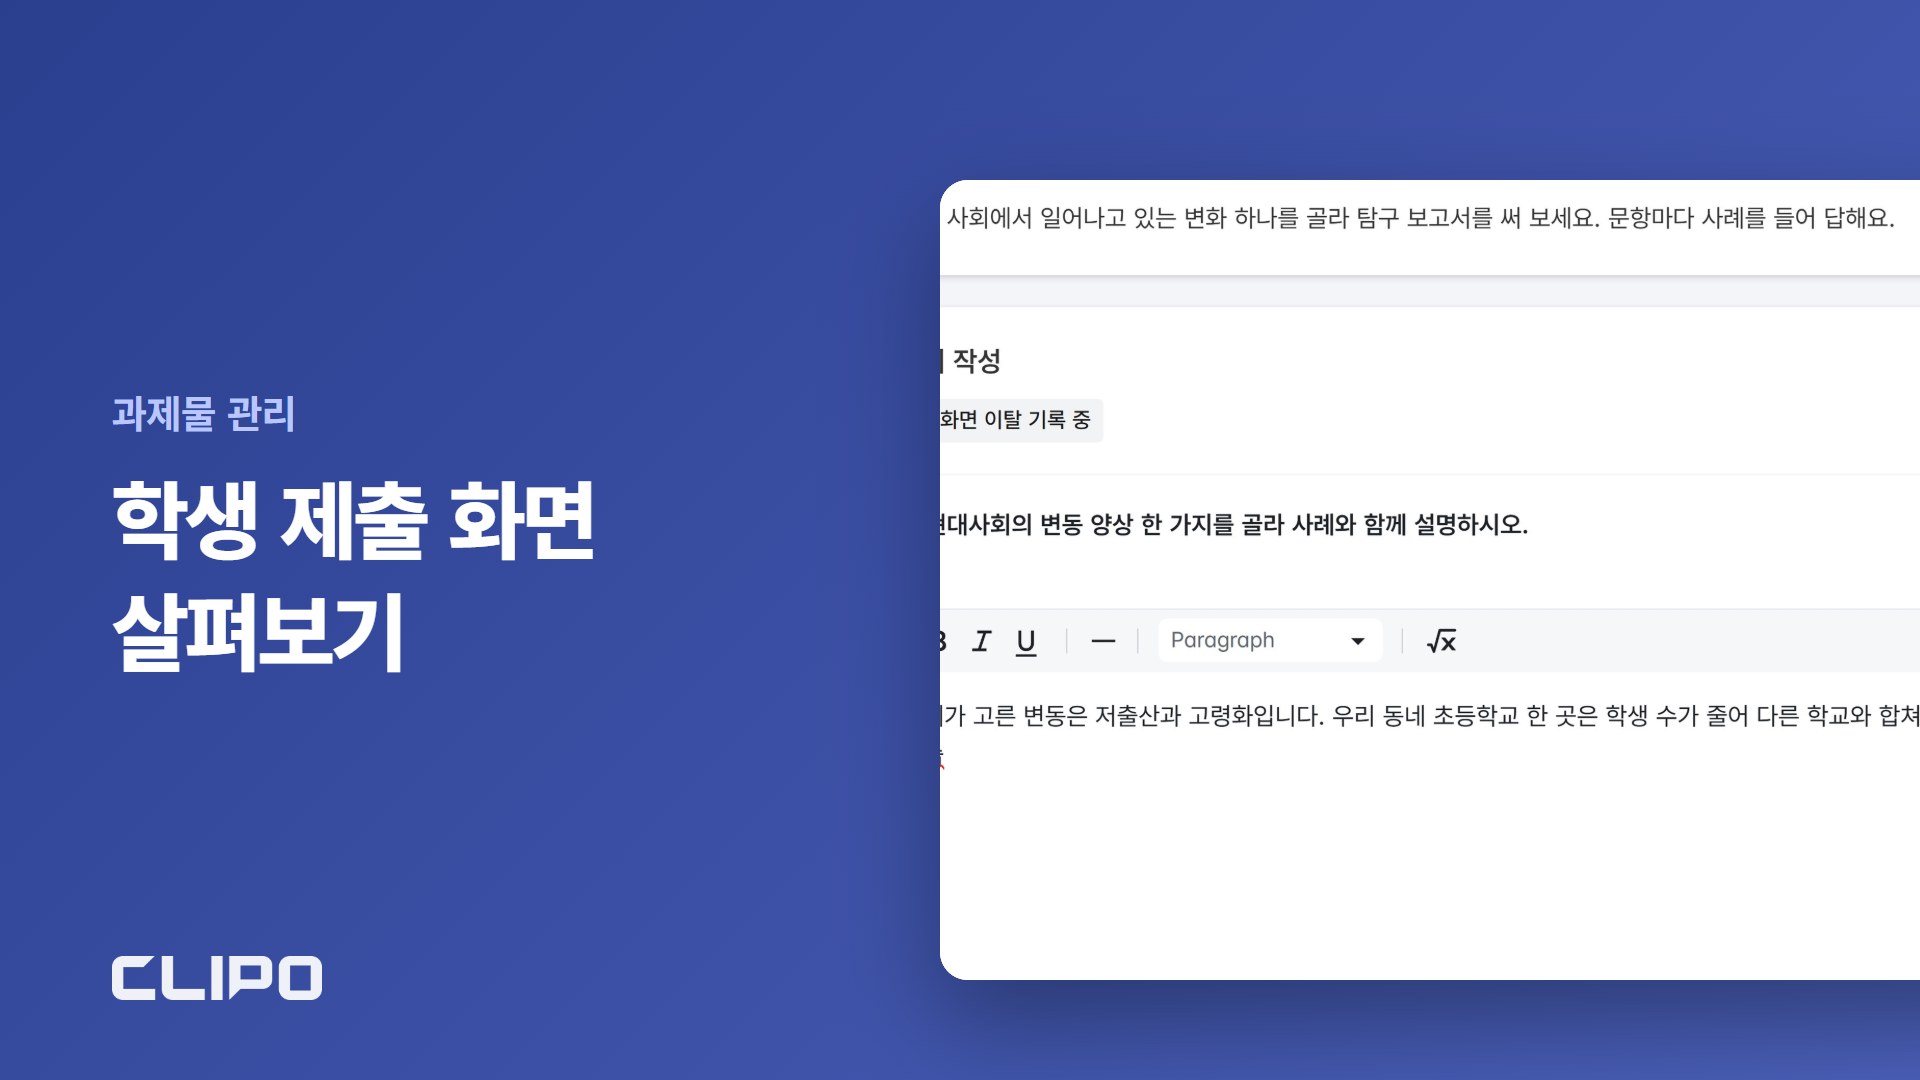 과제물 관리
학생 제출 화면
살펴보기
CLIPO
사회에서 일어나고 있는 변화 하나를 골라 탐구 보고서를 써 보세요. 문항마다 사례를 들어 답해요.
작성
화면 이탈 기록 중
현대사회의 변동 양상 한 가지를 골라 사례와 함께 설명하시오.
B I U — Paragraph √x
가 고른 변동은 저출산과 고령화입니다. 우리 동네 초등학교 한 곳은 학생 수가 줄어 다른 학교와 합쳐